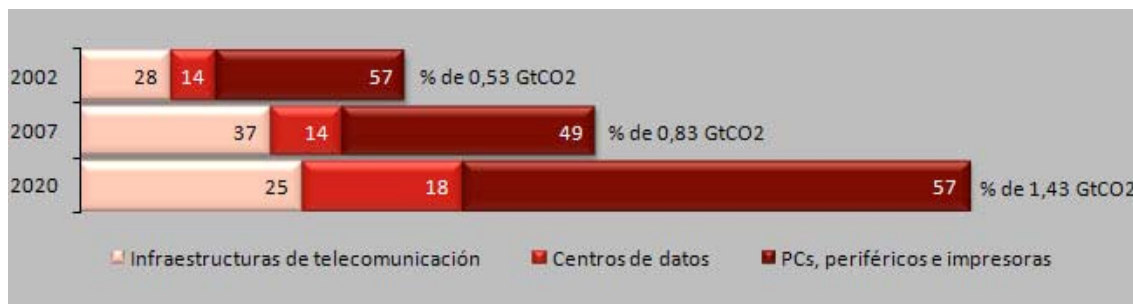 2002 28 14 57 % de 0,53 GtCO2
2007 37 14 49 % de 0,83 GtCO2
2020 25 18 57 % de 1,43 GtCO2
Infraestructuras de telecomunicación Centros de datos PCs, periféricos e impresoras